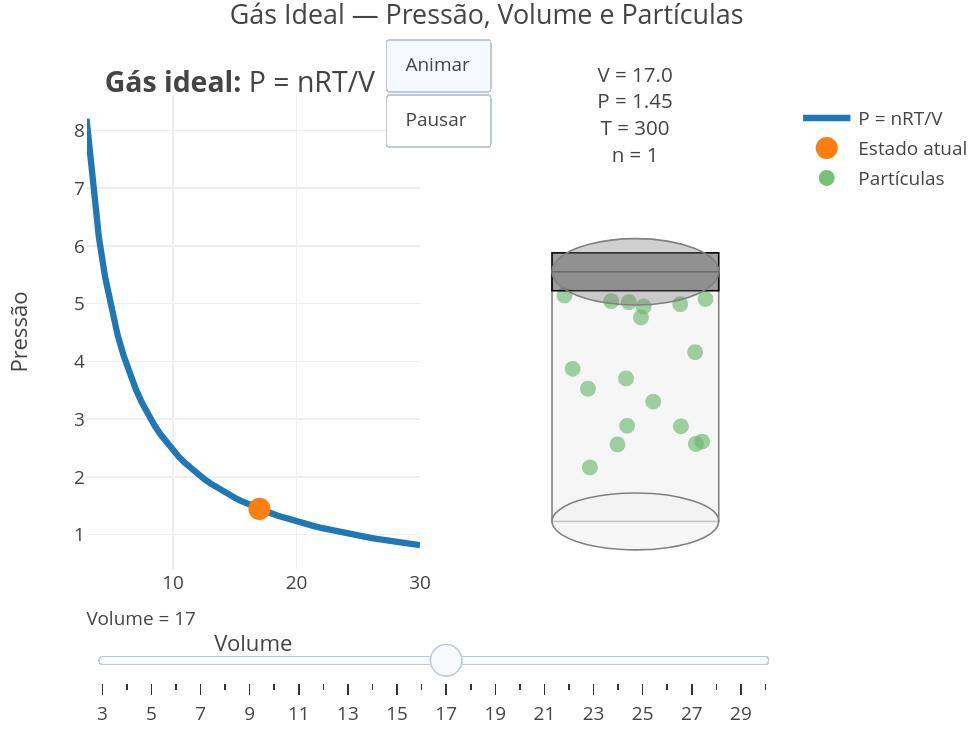 Gás Ideal — Pressão, Volume e Partículas
Gás ideal: P = nRT/V
Animar
Pausar
V = 17.0
P = 1.45
T = 300
n = 1
P = nRT/V
Estado atual
Partículas
Pressão
8
7
6
5
4
3
2
1
10 20 30
Volume
Volume = 17
3 5 7 9 11 13 15 17 19 21 23 25 27 29